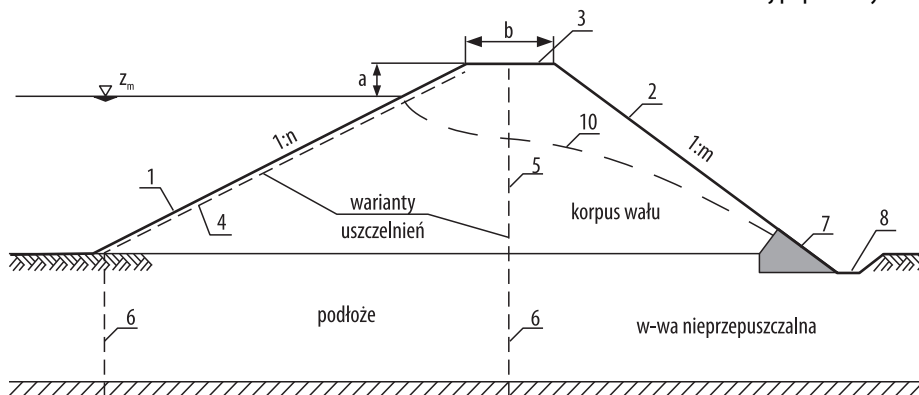 b
3
z_m
a
2
1:n
10
1:m
1
5
4
warianty
uszczelnień
korpus wału
7
8
6
podłoże
6
w-wa nieprzepuszczalna